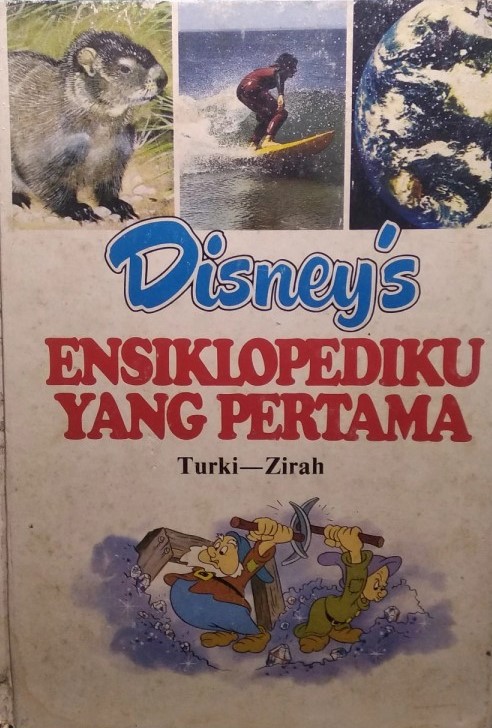 Disney's
ENSIKLOPEDIKU
YANG PERTAMA
Turki—Zirah